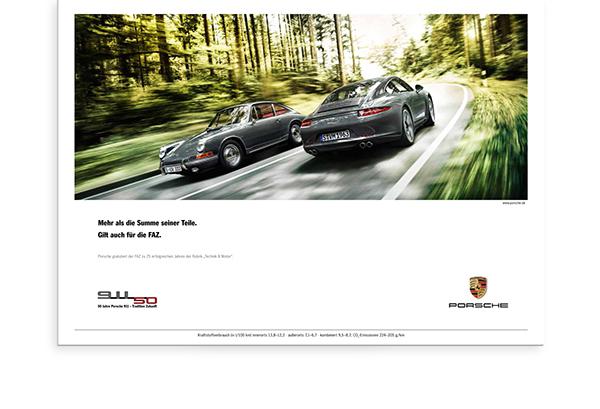 S·VM 1963
www.porsche.de
Mehr als die Summe seiner Teile.
Gilt auch für die FAZ.
Porsche gratuliert der FAZ zu 25 erfolgreichen Jahren der Rubrik „Technik & Motor“.
911 50
50 Jahre Porsche 911 – Tradition Zukunft
PORSCHE
Kraftstoffverbrauch (in l/100 km) innerorts 13,8–12,2 · außerorts 7,1–6,7 · kombiniert 9,5–8,7; CO₂-Emissionen 224–205 g/km